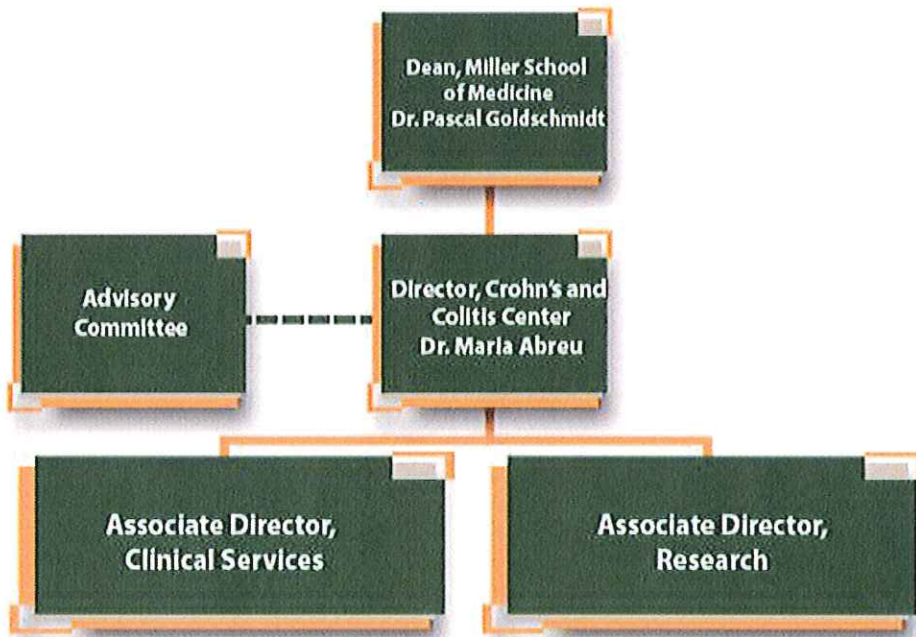 Dean, Miller School
of Medicine
Dr. Pascal Goldschmidt
Advisory
Committee
Director, Crohn's and
Colitis Center
Dr. Maria Abreu
Associate Director,
Clinical Services
Associate Director,
Research